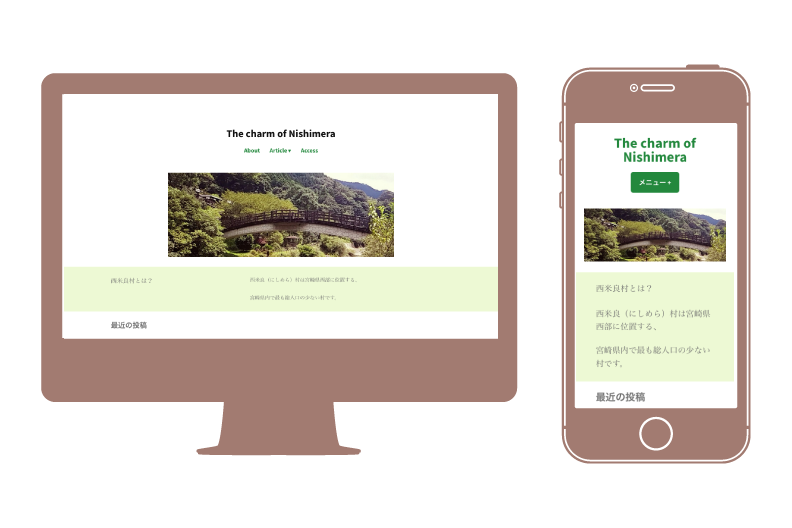 The charm of Nishimera
About Article ▾ Access
西米良村とは？
西米良（にしめら）村は宮崎県西部に位置する。
宮崎県内で最も総人口の少ない村です。
最近の投稿
The charm of
Nishimera
メニュー +
西米良村とは？
西米良（にしめら）村は宮崎県
西部に位置する。
宮崎県内で最も総人口の少ない
村です。
最近の投稿